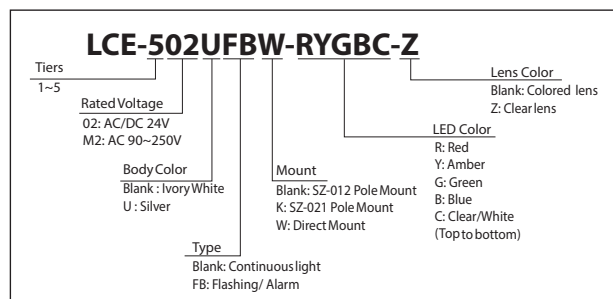 LCE-502UFBW-RYGBC-Z
Tiers
1~5
Rated Voltage
02: AC/DC 24V
M2: AC 90~250V
Body Color
Blank : Ivory White
U : Silver
Type
Blank: Continuous light
FB: Flashing/ Alarm
Mount
Blank: SZ-012 Pole Mount
K: SZ-021 Pole Mount
W: Direct Mount
LED Color
R: Red
Y: Amber
G: Green
B: Blue
C: Clear/White
(Top to bottom)
Lens Color
Blank: Colored lens
Z: Clear lens